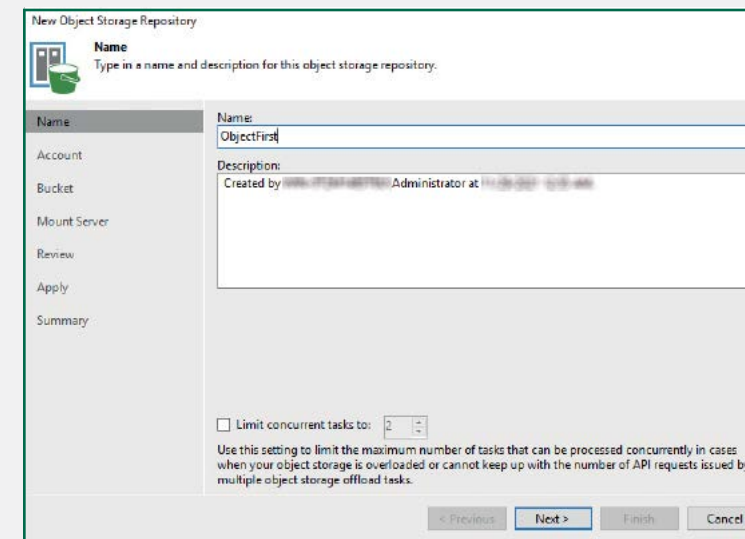 New Object Storage Repository
Name
Type in a name and description for this object storage repository.
Name
Account
Bucket
Mount Server
Review
Apply
Summary
Name:
ObjectFirst
Description:
Created by Administrator at
Limit concurrent tasks to: 2
Use this setting to limit the maximum number of tasks that can be processed concurrently in cases
when your object storage is overloaded or cannot keep up with the number of API requests issued by
multiple object storage offload tasks.
< Previous Next > Finish Cancel